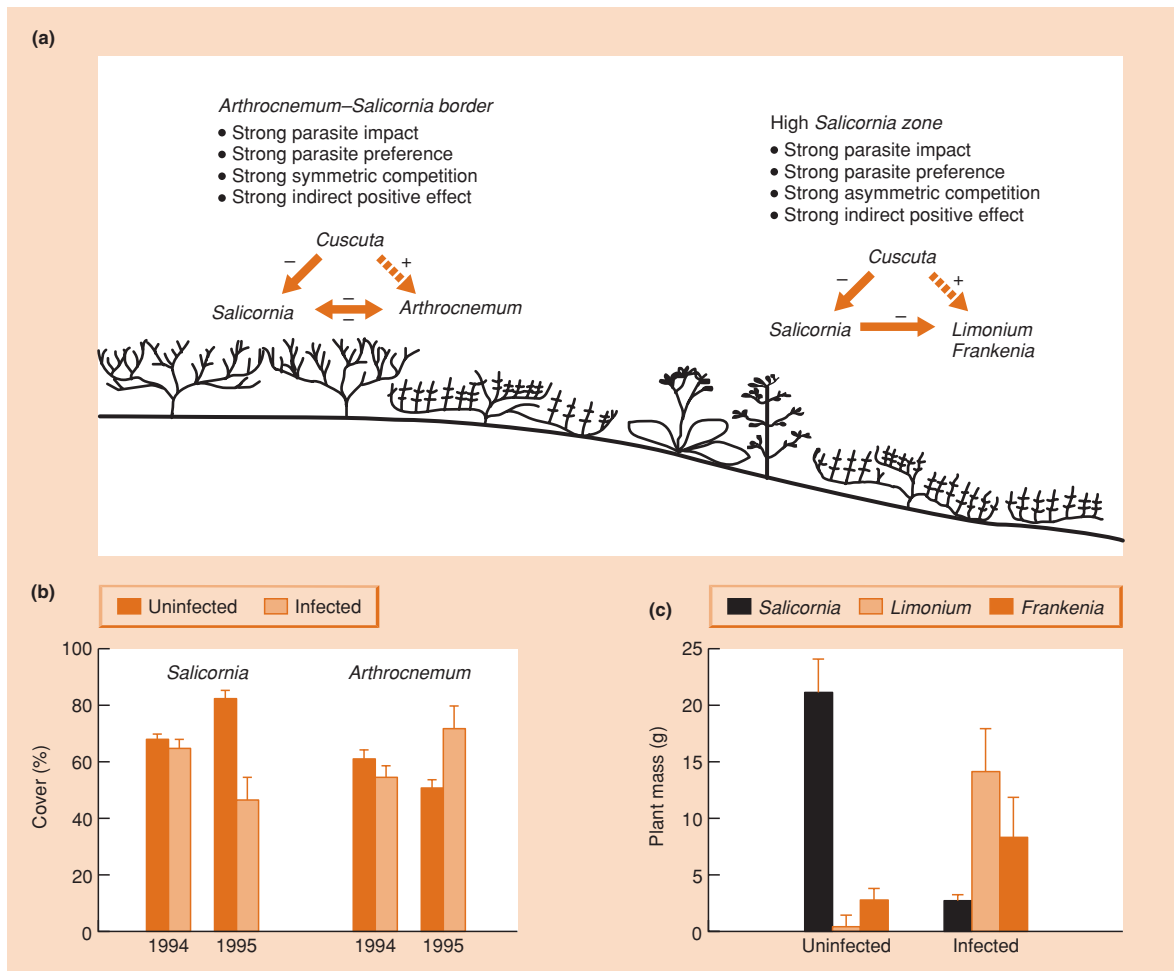 (a)
Arthrocnemum–Salicornia border
• Strong parasite impact
• Strong parasite preference
• Strong symmetric competition
• Strong indirect positive effect
Cuscuta
–
+
Salicornia
–
–
Arthrocnemum
High Salicornia zone
• Strong parasite impact
• Strong parasite preference
• Strong asymmetric competition
• Strong indirect positive effect
Cuscuta
–
+
Salicornia
–
Limonium
Frankenia
(b)
Uninfected Infected
100
80
60
40
20
0
Cover (%)
Salicornia Arthrocnemum
1994 1995 1994 1995
(c)
Salicornia Limonium Frankenia
25
20
15
10
5
0
Plant mass (g)
Uninfected Infected